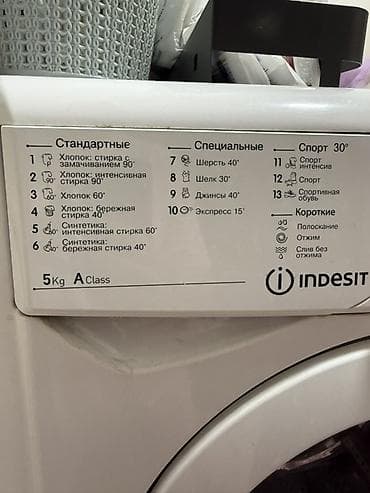 Стандартные
1 Хлопок: стирка с
замачиванием 90°
2 Хлопок: интенсивная
стирка 90°
3 Хлопок 60°
4 Хлопок: бережная
стирка 40°
5 Синтетика:
интенсивная стирка 60°
6 Синтетика:
бережная стирка 40°
5Kg A Class
Специальные
7 Шерсть 40°
8 Шелк 30°
9 Джинсы 40°
10 Экспресс 15'
Спорт 30°
11 Спорт
интенсив
12 Спорт
13 Спортивная
обувь
Короткие
Полоскание
Отжим
Слив без
отжима
INDESIT